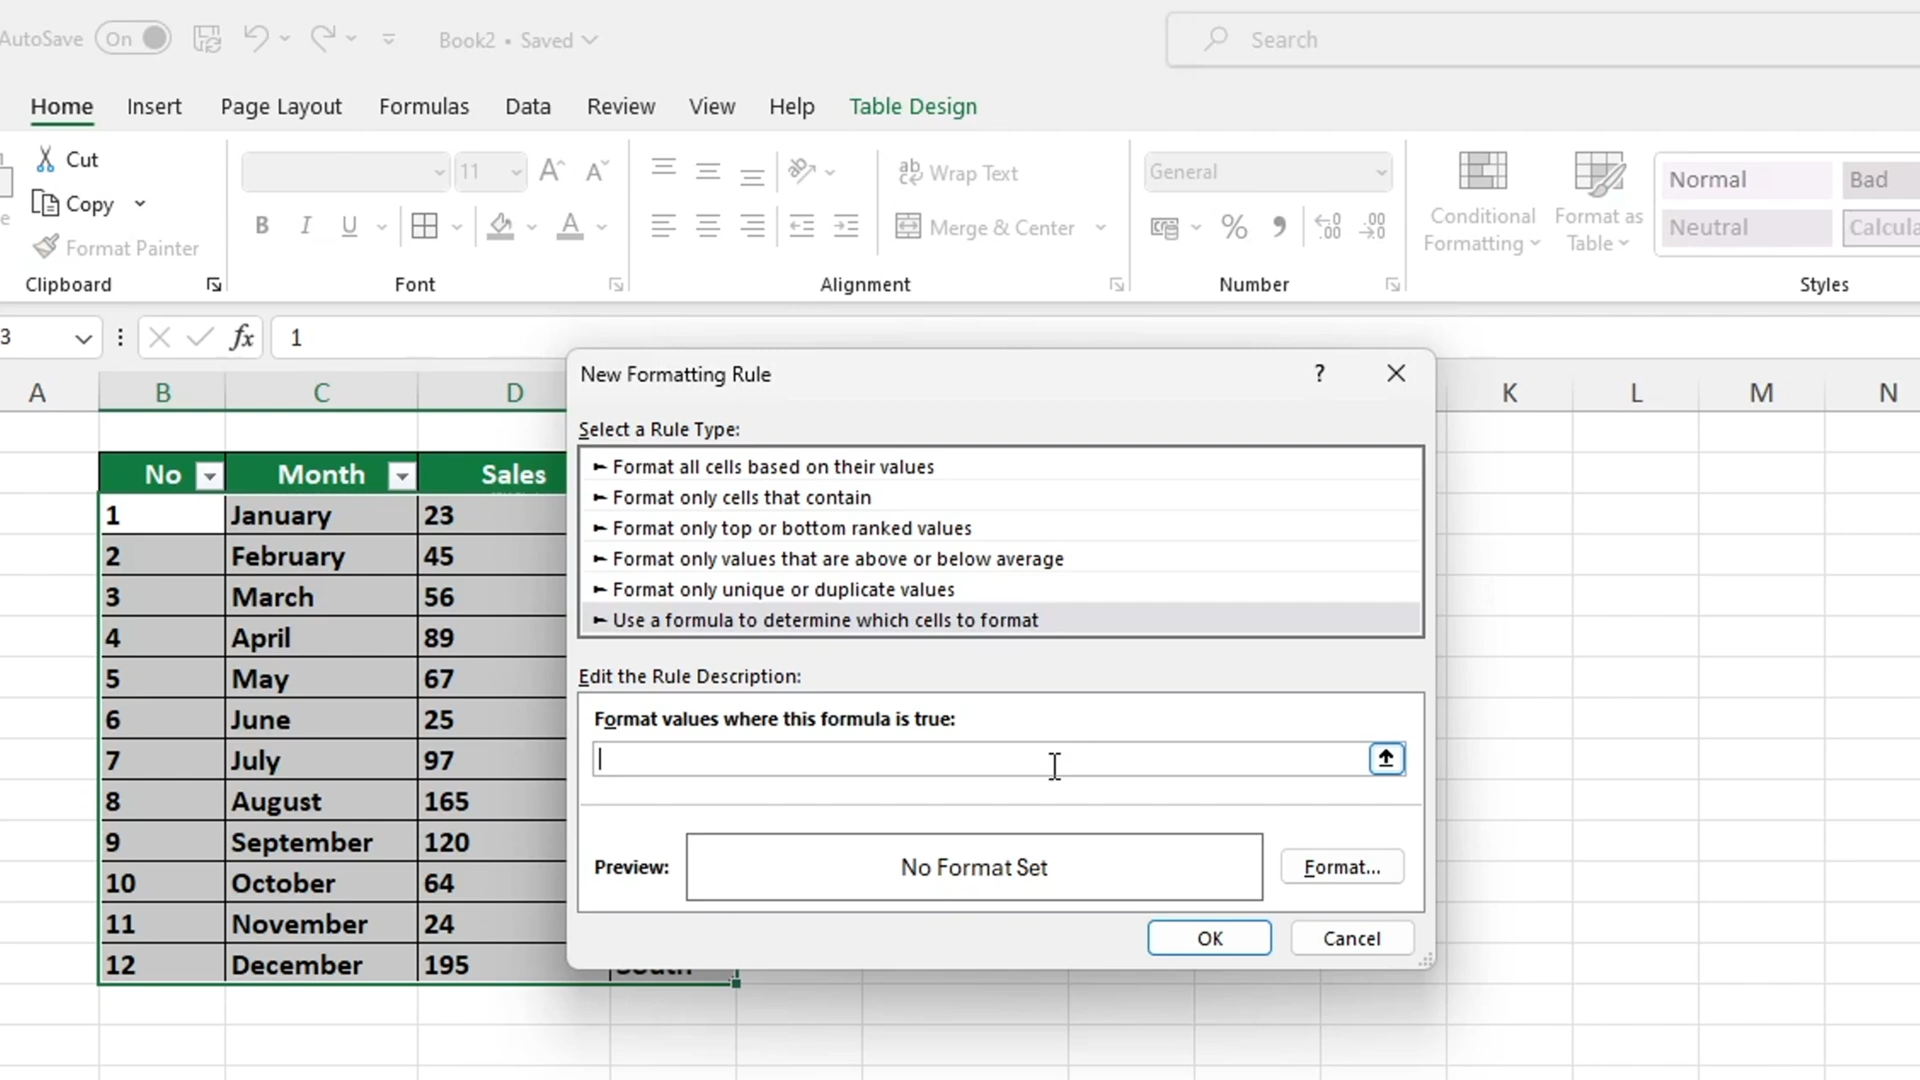 AutoSave On Book2 • Saved Search
Home Insert Page Layout Formulas Data Review View Help Table Design
Cut
Copy
Format Painter
Clipboard
11
B I U
Font
Wrap Text
Merge & Center
Alignment
General
Number
Conditional Formatting
Format as Table
Normal Bad
Neutral
Styles
3 fx 1
A B C D K L M N
No Month Sales
1 January 23
2 February 45
3 March 56
4 April 89
5 May 67
6 June 25
7 July 97
8 August 165
9 September 120
10 October 64
11 November 24
12 December 195 South
New Formatting Rule ?
Select a Rule Type:
► Format all cells based on their values
► Format only cells that contain
► Format only top or bottom ranked values
► Format only values that are above or below average
► Format only unique or duplicate values
► Use a formula to determine which cells to format
Edit the Rule Description:
Format values where this formula is true:
Preview: No Format Set Format...
OK Cancel